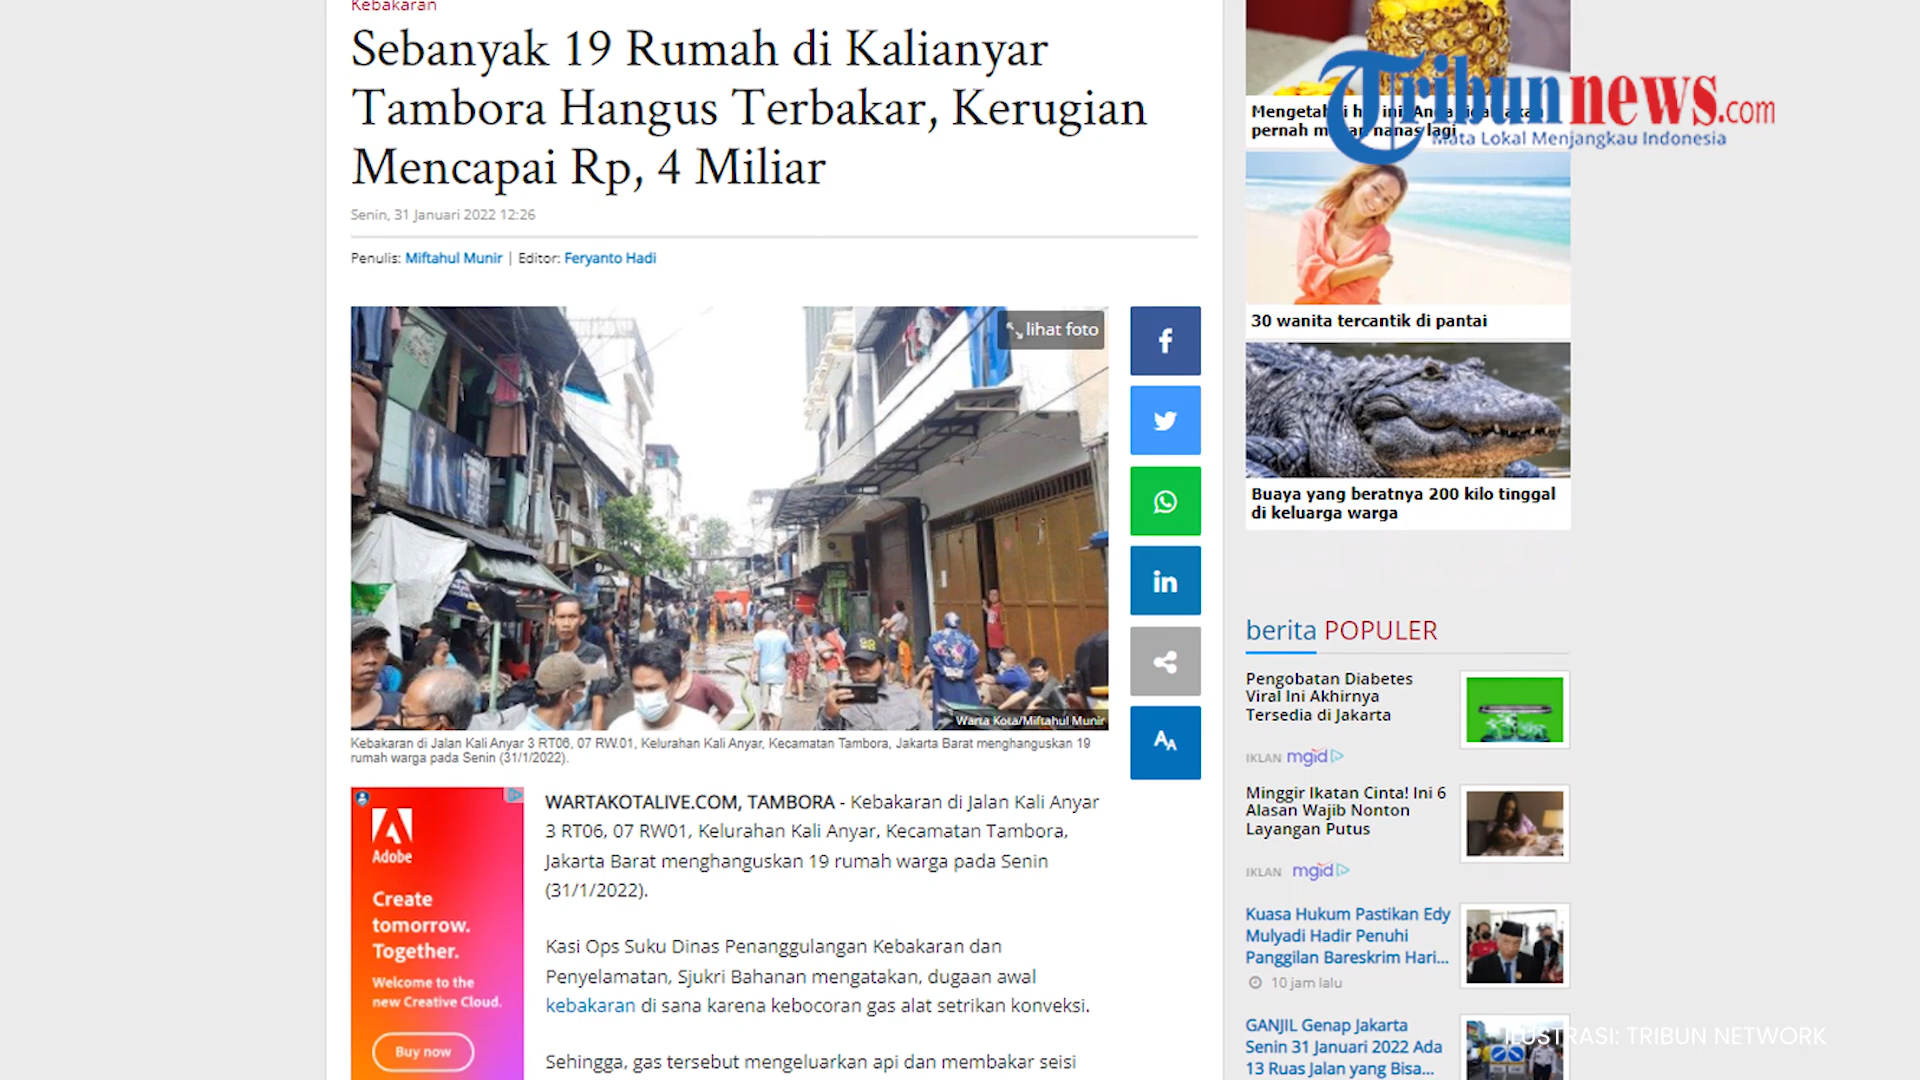 Kebakaran
Sebanyak 19 Rumah di Kalianyar
Tambora Hangus Terbakar, Kerugian
Mencapai Rp, 4 Miliar
Senin, 31 Januari 2022 12:26
Penulis: Miftahul Munir | Editor: Feryanto Hadi
lihat foto
Warta Kota/Miftahul Munir
Kebakaran di Jalan Kali Anyar 3 RT06, 07 RW.01, Kelurahan Kali Anyar, Kecamatan Tambora, Jakarta Barat menghanguskan 19
rumah warga pada Senin (31/1/2022).
Adobe
Create
tomorrow.
Together.
Welcome to the
new Creative Cloud.
Buy now
WARTAKOTALIVE.COM, TAMBORA - Kebakaran di Jalan Kali Anyar
3 RT06, 07 RW01, Kelurahan Kali Anyar, Kecamatan Tambora,
Jakarta Barat menghanguskan 19 rumah warga pada Senin
(31/1/2022).
Kasi Ops Suku Dinas Penanggulangan Kebakaran dan
Penyelamatan, Sjukri Bahanan mengatakan, dugaan awal
kebakaran di sana karena kebocoran gas alat setrikan konveksi.
Sehingga, gas tersebut mengeluarkan api dan membakar seisi
Tribunnews.com
Mata Lokal Menjangkau Indonesia
pernah nanas lagi
30 wanita tercantik di pantai
Buaya yang beratnya 200 kilo tinggal
di keluarga warga
berita POPULER
Pengobatan Diabetes
Viral Ini Akhirnya
Tersedia di Jakarta
IKLAN mgid
Minggir Ikatan Cinta! Ini 6
Alasan Wajib Nonton
Layangan Putus
IKLAN mgid
Kuasa Hukum Pastikan Edy
Mulyadi Hadir Penuhi
Panggilan Bareskrim Hari...
10 jam lalu
GANJIL Genap Jakarta
Senin 31 Januari 2022 Ada
13 Ruas Jalan yang Bisa...
ILUSTRASI: TRIBUN NETWORK